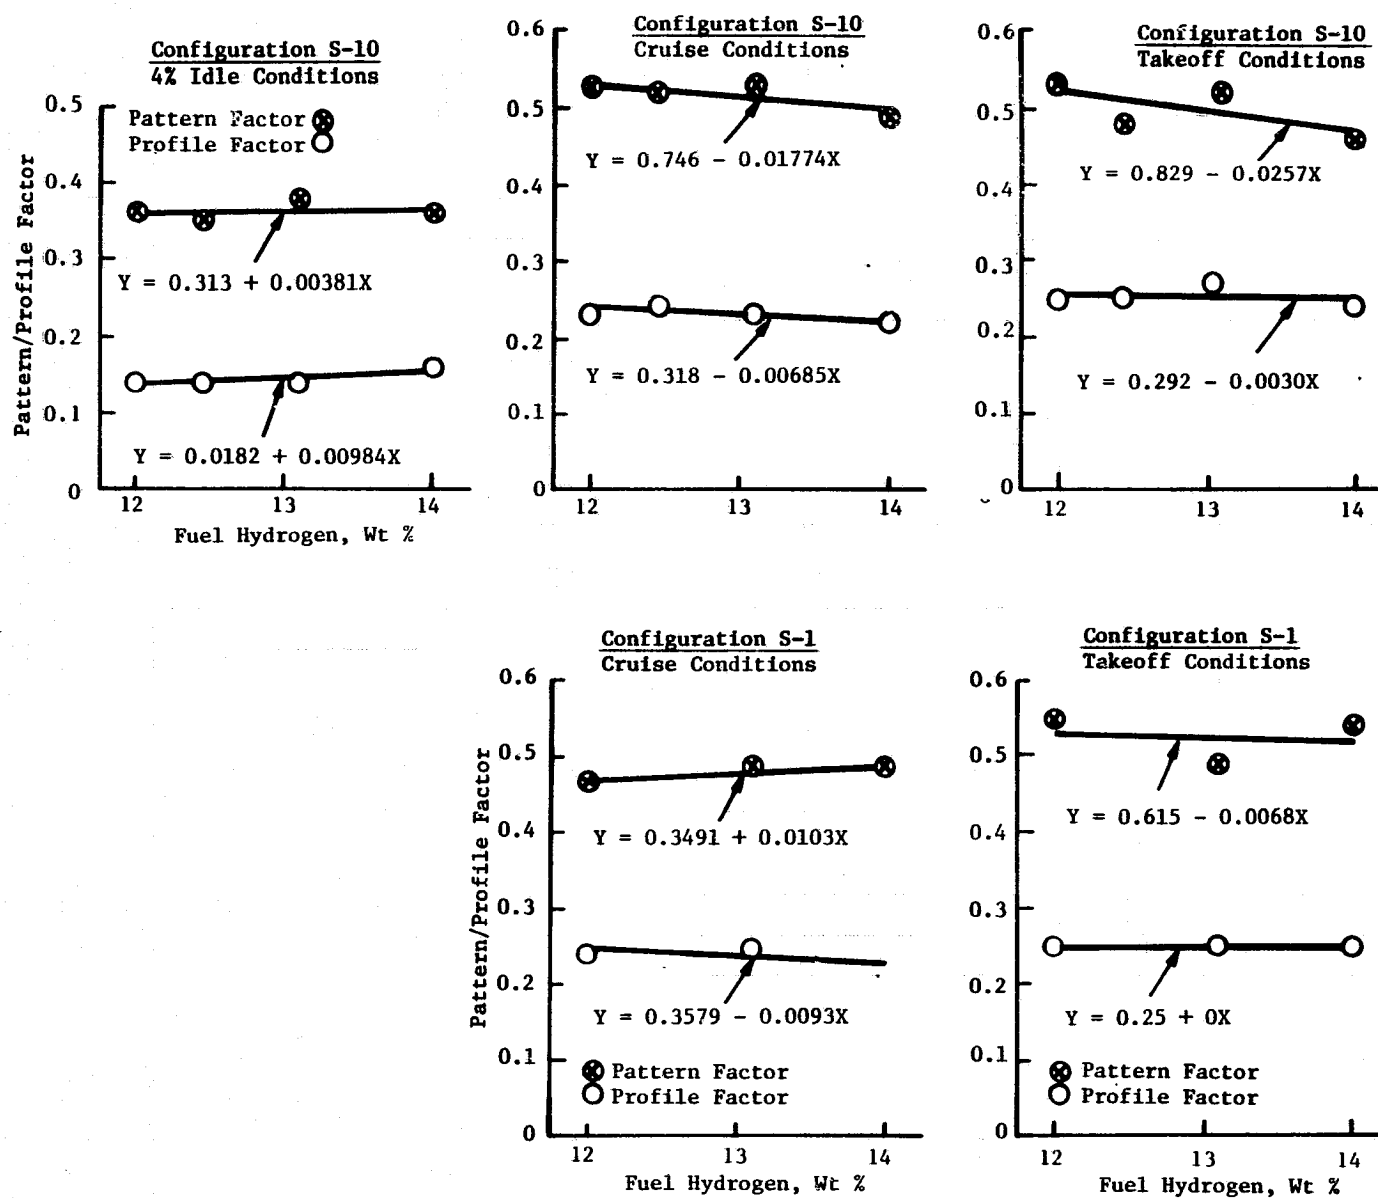 Configuration S-10
4% Idle Conditions
0.5
Pattern Factor
Profile Factor
0.4
0.3
Y = 0.313 + 0.00381X
0.2
0.1
Y = 0.0182 + 0.00984X
0
12
13
14
Fuel Hydrogen, Wt %
Pattern/Profile Factor
Configuration S-10
Cruise Conditions
0.6
0.5
Y = 0.746 - 0.01774X
0.4
0.3
0.2
Y = 0.318 - 0.00685X
0.1
0
12
13
14
Configuration S-10
Takeoff Conditions
0.6
0.5
Y = 0.829 - 0.0257X
0.4
0.3
0.2
Y = 0.292 - 0.0030X
0.1
0
12
13
14
Configuration S-1
Cruise Conditions
0.6
0.5
0.4
Y = 0.3491 + 0.0103X
0.3
0.2
Y = 0.3579 - 0.0093X
0.1
Pattern Factor
Profile Factor
0
12
13
14
Fuel Hydrogen, Wt %
Pattern/Profile Factor
Configuration S-1
Takeoff Conditions
0.6
0.5
Y = 0.615 - 0.0068X
0.4
0.3
0.2
Y = 0.25 + 0X
0.1
Pattern Factor
Profile Factor
0
12
13
14
Fuel Hydrogen, Wt %